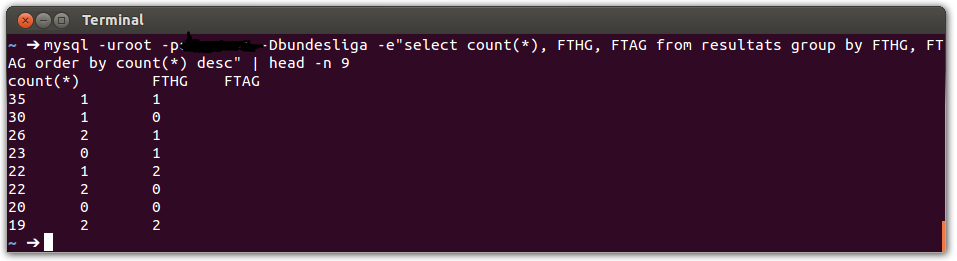 Terminal
~ ➔mysql -uroot -p -Dbundesliga -e"select count(*), FTHG, FTAG from resultats group by FTHG, FT
AG order by count(*) desc" | head -n 9
count(*) FTHG FTAG
35 1 1
30 1 0
26 2 1
23 0 1
22 1 2
22 2 0
20 0 0
19 2 2
~ ➔